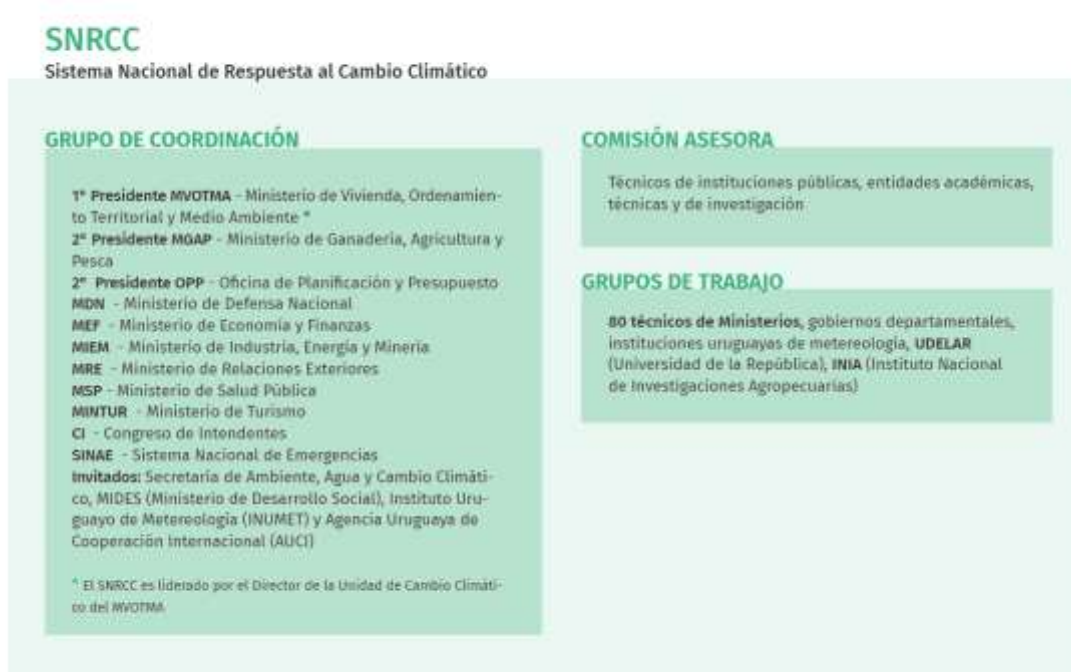 SNRCC
Sistema Nacional de Respuesta al Cambio Climático
GRUPO DE COORDINACIÓN
1° Presidente MVOTMA - Ministerio de Vivienda, Ordenamien-
to Territorial y Medio Ambiente *
2° Presidente MGAP - Ministerio de Ganadería, Agricultura y
Pesca
2° Presidente OPP - Oficina de Planificación y Presupuesto
MDN - Ministerio de Defensa Nacional
MEF - Ministerio de Economía y Finanzas
MIEM - Ministerio de Industria, Energía y Minería
MRE - Ministerio de Relaciones Exteriores
MSP - Ministerio de Salud Pública
MINTUR - Ministerio de Turismo
CI - Congreso de Intendentes
SINAE - Sistema Nacional de Emergencias
Invitados: Secretaría de Ambiente, Agua y Cambio Climáti-
co, MIDES (Ministerio de Desarrollo Social), Instituto Uru-
guayo de Metereología (INUMET) y Agencia Uruguaya de
Cooperación Internacional (AUCI)
* El SNRCC es liderado por el Director de la Unidad de Cambio Climáti-
co del MVOTMA
COMISIÓN ASESORA
Técnicos de instituciones públicas, entidades académicas,
técnicas y de investigación
GRUPOS DE TRABAJO
80 técnicos de Ministerios, gobiernos departamentales,
instituciones uruguayas de metereología, UDELAR
(Universidad de la República), INIA (Instituto Nacional
de Investigaciones Agropecuarias)